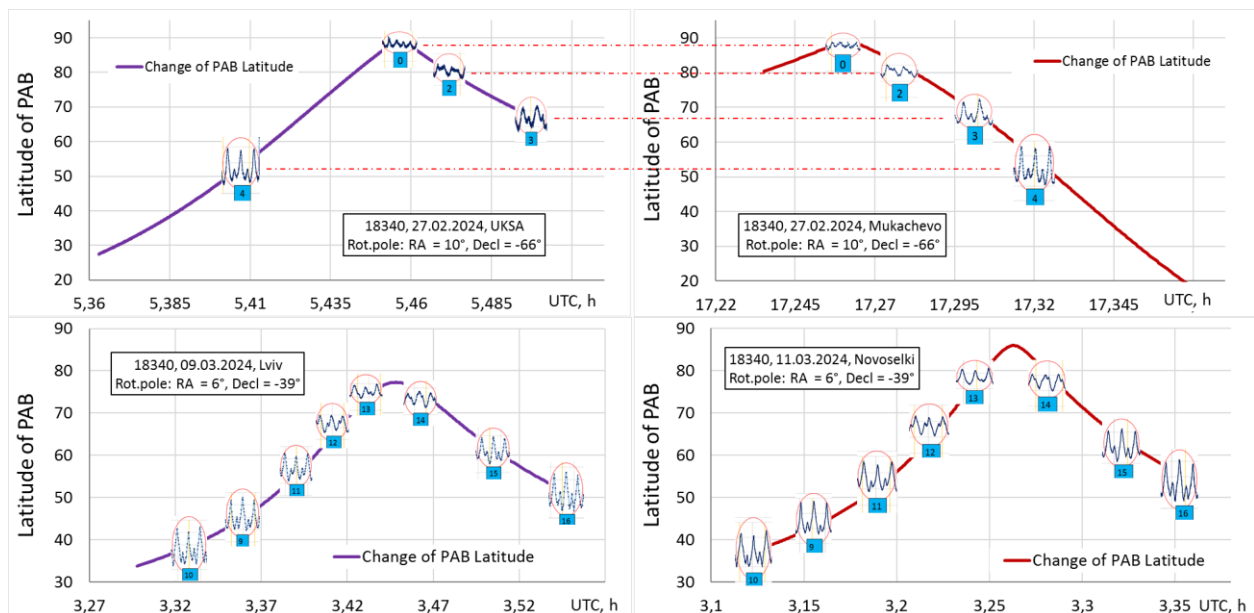 Latitude of PAB
90
80
70
60
50
40
30
20
Change of PAB Latitude
0
2
3
4
18340, 27.02.2024, UKSA
Rot.pole: RA = 10°, Decl = -66°
5,36 5,385 5,41 5,435 5,46 5,485 UTC, h
Latitude of PAB
90
80
70
60
50
40
30
20
Change of PAB Latitude
0
2
3
4
18340, 27.02.2024, Mukachevo
Rot.pole: RA = 10°, Decl = -66°
17,22 17,245 17,27 17,295 17,32 17,345 UTC, h
Latitude of PAB
90
80
70
60
50
40
30
18340, 09.03.2024, Lviv
Rot.pole: RA = 6°, Decl = -39°
10
9
11
12
13
14
15
16
Change of PAB Latitude
3,27 3,32 3,37 3,42 3,47 3,52 UTC, h
Latitude of PAB
90
80
70
60
50
40
30
18340, 11.03.2024, Novoselki
Rot.pole: RA = 6°, Decl = -39°
10
9
11
12
13
14
15
16
Change of PAB Latitude
3,1 3,15 3,2 3,25 3,3 3,35 UTC, h